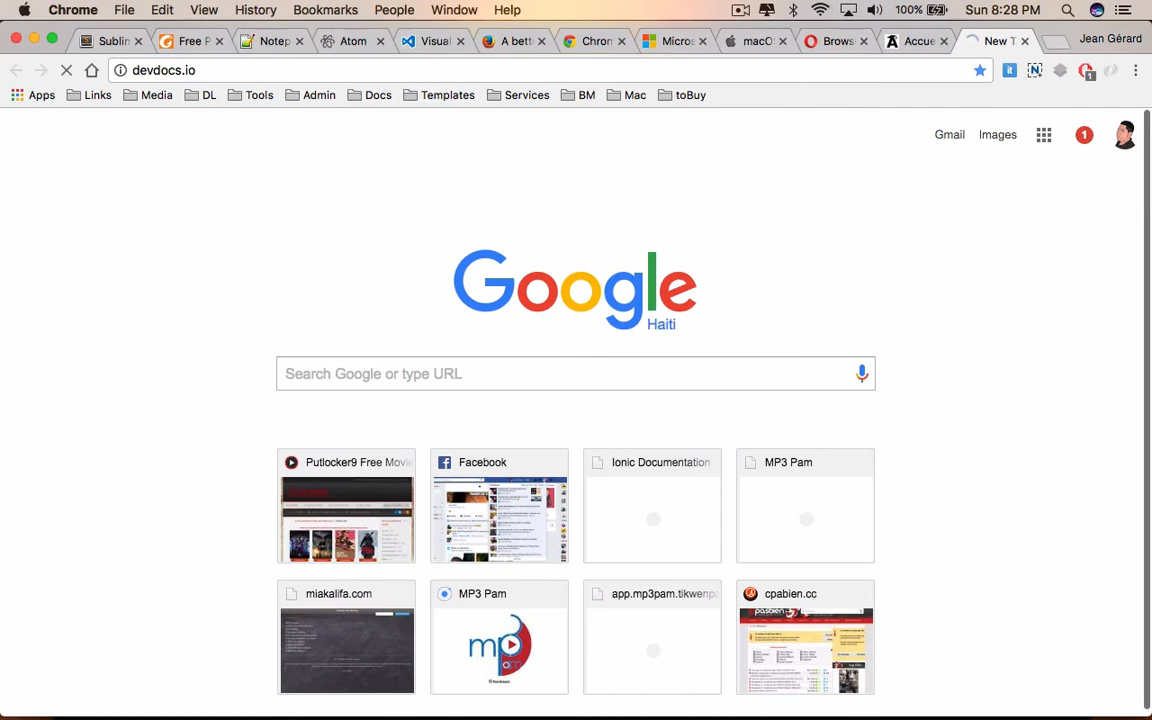 Chrome File Edit View History Bookmarks People Window Help 100% Sun 8:28 PM
Sublin Free P Notep Atom Visual A bett Chron Micros macO Brows Accue New T Jean Gérard
devdocs.io
Apps Links Media DL Tools Admin Docs Templates Services BM Mac toBuy
Gmail Images 1
Google
Haiti
Search Google or type URL
Putlocker9 Free Movie Facebook Ionic Documentation MP3 Pam
miakalifa.com MP3 Pam app.mp3pam.tikwenpa cpabien.cc